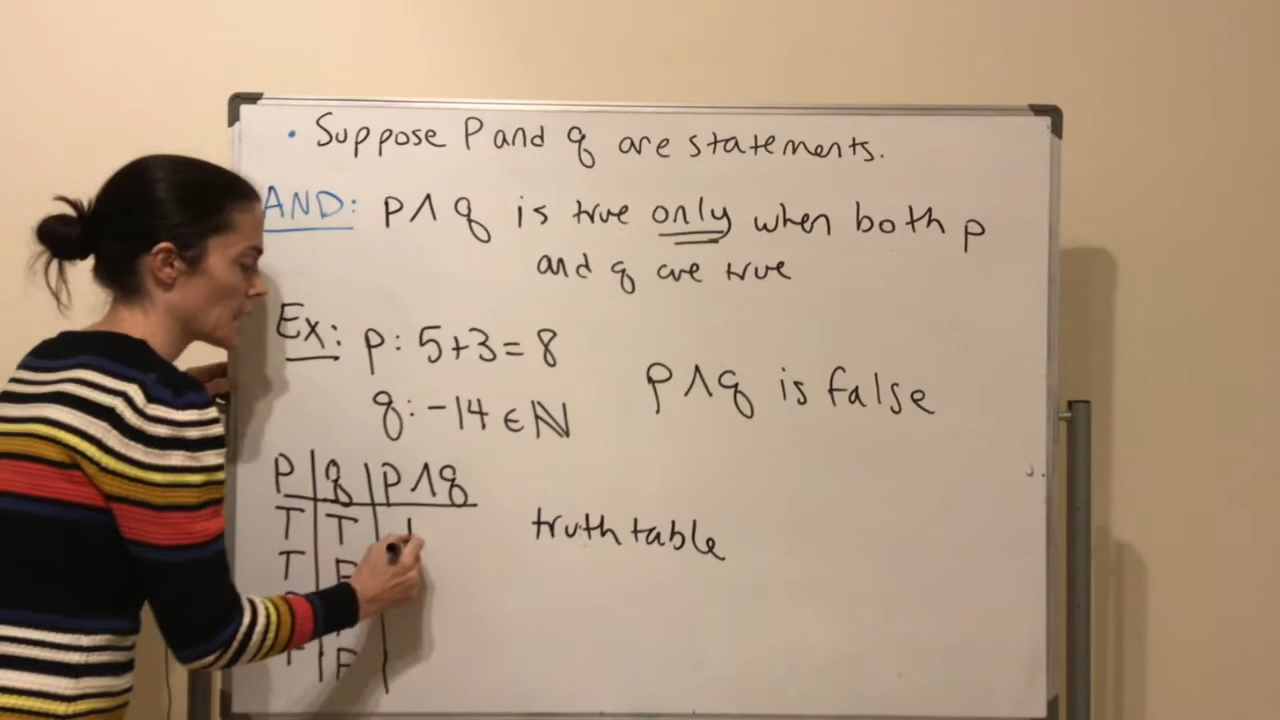 • Suppose P and q are statements.
AND: p∧q is true only when both p
and q are true
Ex: p: 5+3=8
p∧q is false
q: -14 ∈ ℕ
P | q | P∧q
T | T
truth table
T | F
F